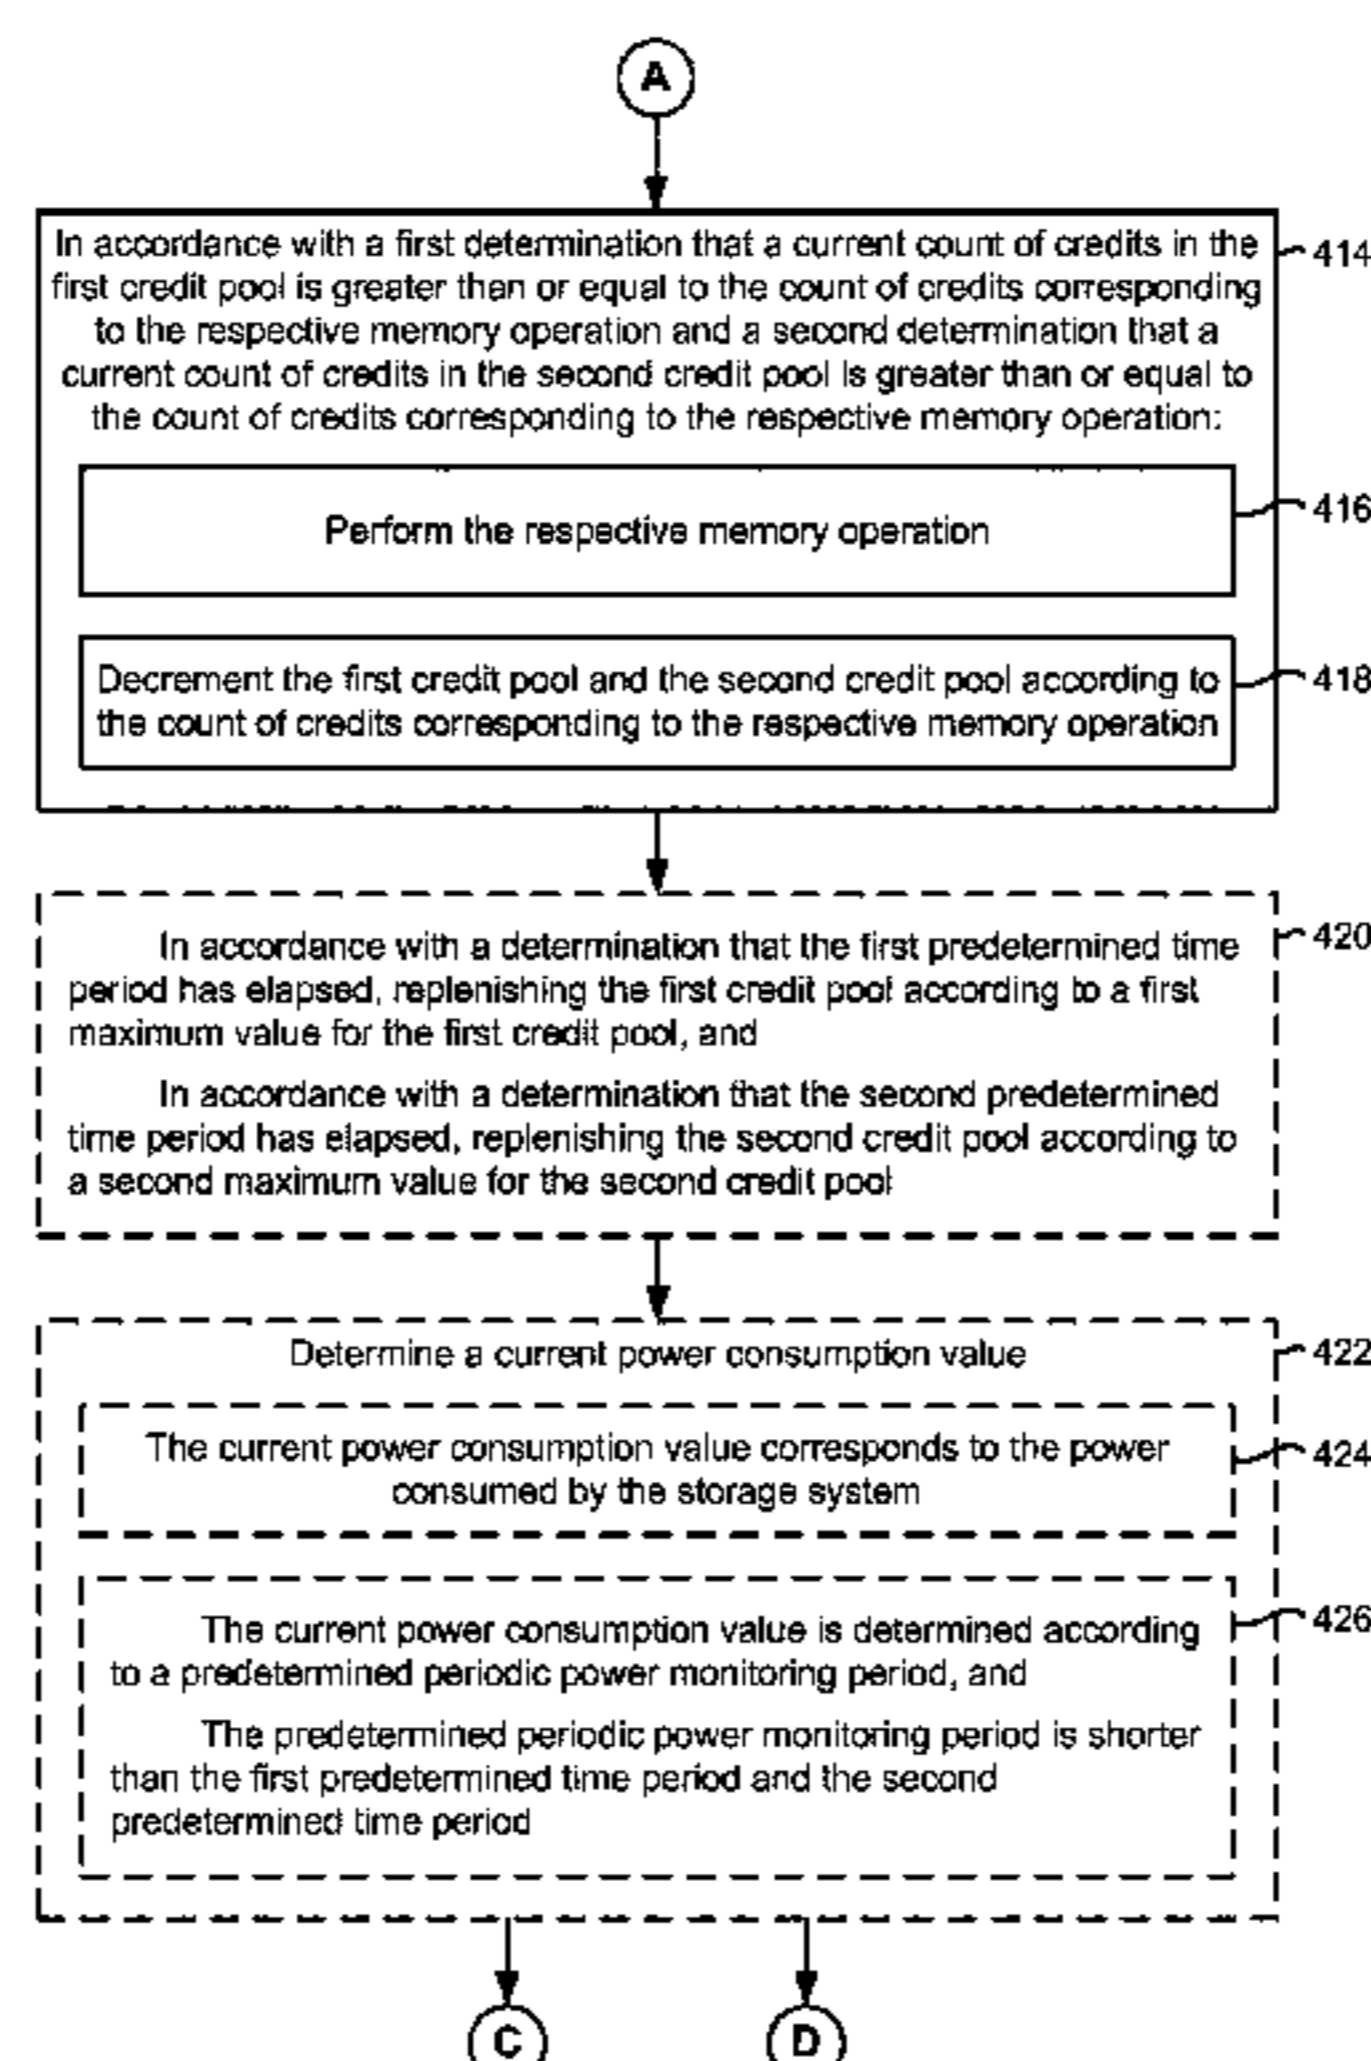 A
In accordance with a first determination that a current count of credits in the
first credit pool is greater than or equal to the count of credits corresponding
to the respective memory operation and a second determination that a
current count of credits in the second credit pool is greater than or equal to
the count of credits corresponding to the respective memory operation:
414
Perform the respective memory operation
416
Decrement the first credit pool and the second credit pool according to
the count of credits corresponding to the respective memory operation
418
In accordance with a determination that the first predetermined time
period has elapsed, replenishing the first credit pool according to a first
maximum value for the first credit pool, and
In accordance with a determination that the second predetermined
time period has elapsed, replenishing the second credit pool according to
a second maximum value for the second credit pool
420
Determine a current power consumption value
422
The current power consumption value corresponds to the power
consumed by the storage system
424
The current power consumption value is determined according
to a predetermined periodic power monitoring period, and
The predetermined periodic power monitoring period is shorter
than the first predetermined time period and the second
predetermined time period
426
C
D